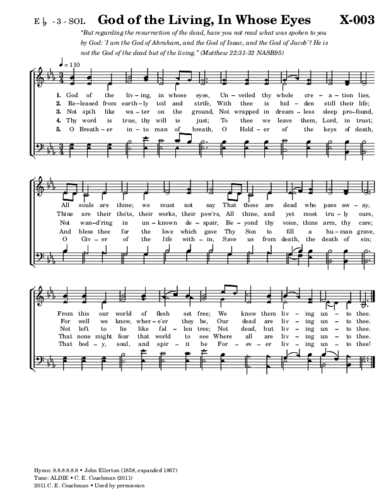 E♭ - 3 - SOL God of the Living, In Whose Eyes X-003
"But regarding the resurrection of the dead, have you not read what was spoken to you
by God: 'I am the God of Abraham, and the God of Isaac, and the God of Jacob'? He is
not the God of the dead but of the living." (Matthew 22:31-32 NASB95)
♩ = 110
1. God of the liv- ing, in whose eyes, Un- veiled thy whole cre- a- tion lies,
2. Re- leased from earth- ly toil and strife, With thee is hid- den still their life;
3. Not spilt like wa- ter on the ground, Not wrapped in dream- less sleep pro- found,
4. Thy word is true, thy will is just; To thee we leave them, Lord, in trust;
5. O Breath- er in- to man of breath, O Hold- er of the keys of death,
All souls are thine; we must not say That those are dead who pass a- way,
Thine are their tho'ts, their works, their pow'rs, All thine, and yet most tru- ly ours,
Not wan- d'ring in un- known de- spair, Be- yond thy voice, thine arm, thy care;
And bless thee for the love which gave Thy Son to fill a hu- man grave,
O Giv- er of the life with- in, Save us from death, the death of sin;
From this our world of flesh set free; We know them liv- ing un- to thee.
For well we know, wher- e'er they be, Our dead are liv- ing un- to thee.
Not left to lie like fal- len tree; Not dead, but liv- ing un- to thee.
That none might fear that world to see Where all are liv- ing un- to thee.
That bod- y, soul, and spir- it be For- ev- er liv- ing un- to thee!
Hymn: 8.8.8.8.8.8 • John Ellerton (1858, expanded 1867)
Tune: ALDIE • C. E. Couchman (2011)
2011 C. E. Couchman • Used by permission